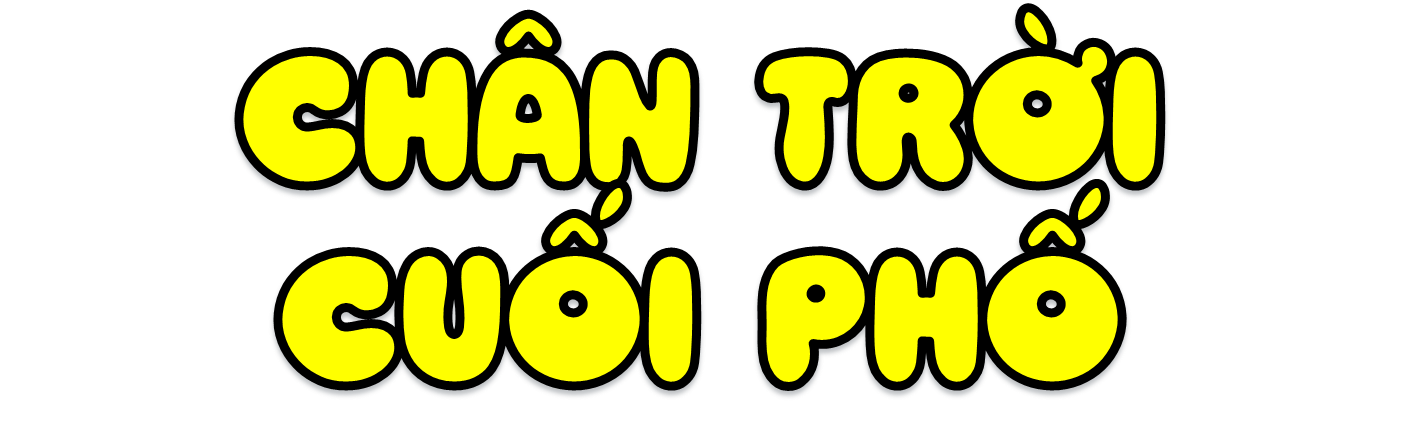 CHÂN TRỜI
CUỐI PHỐ